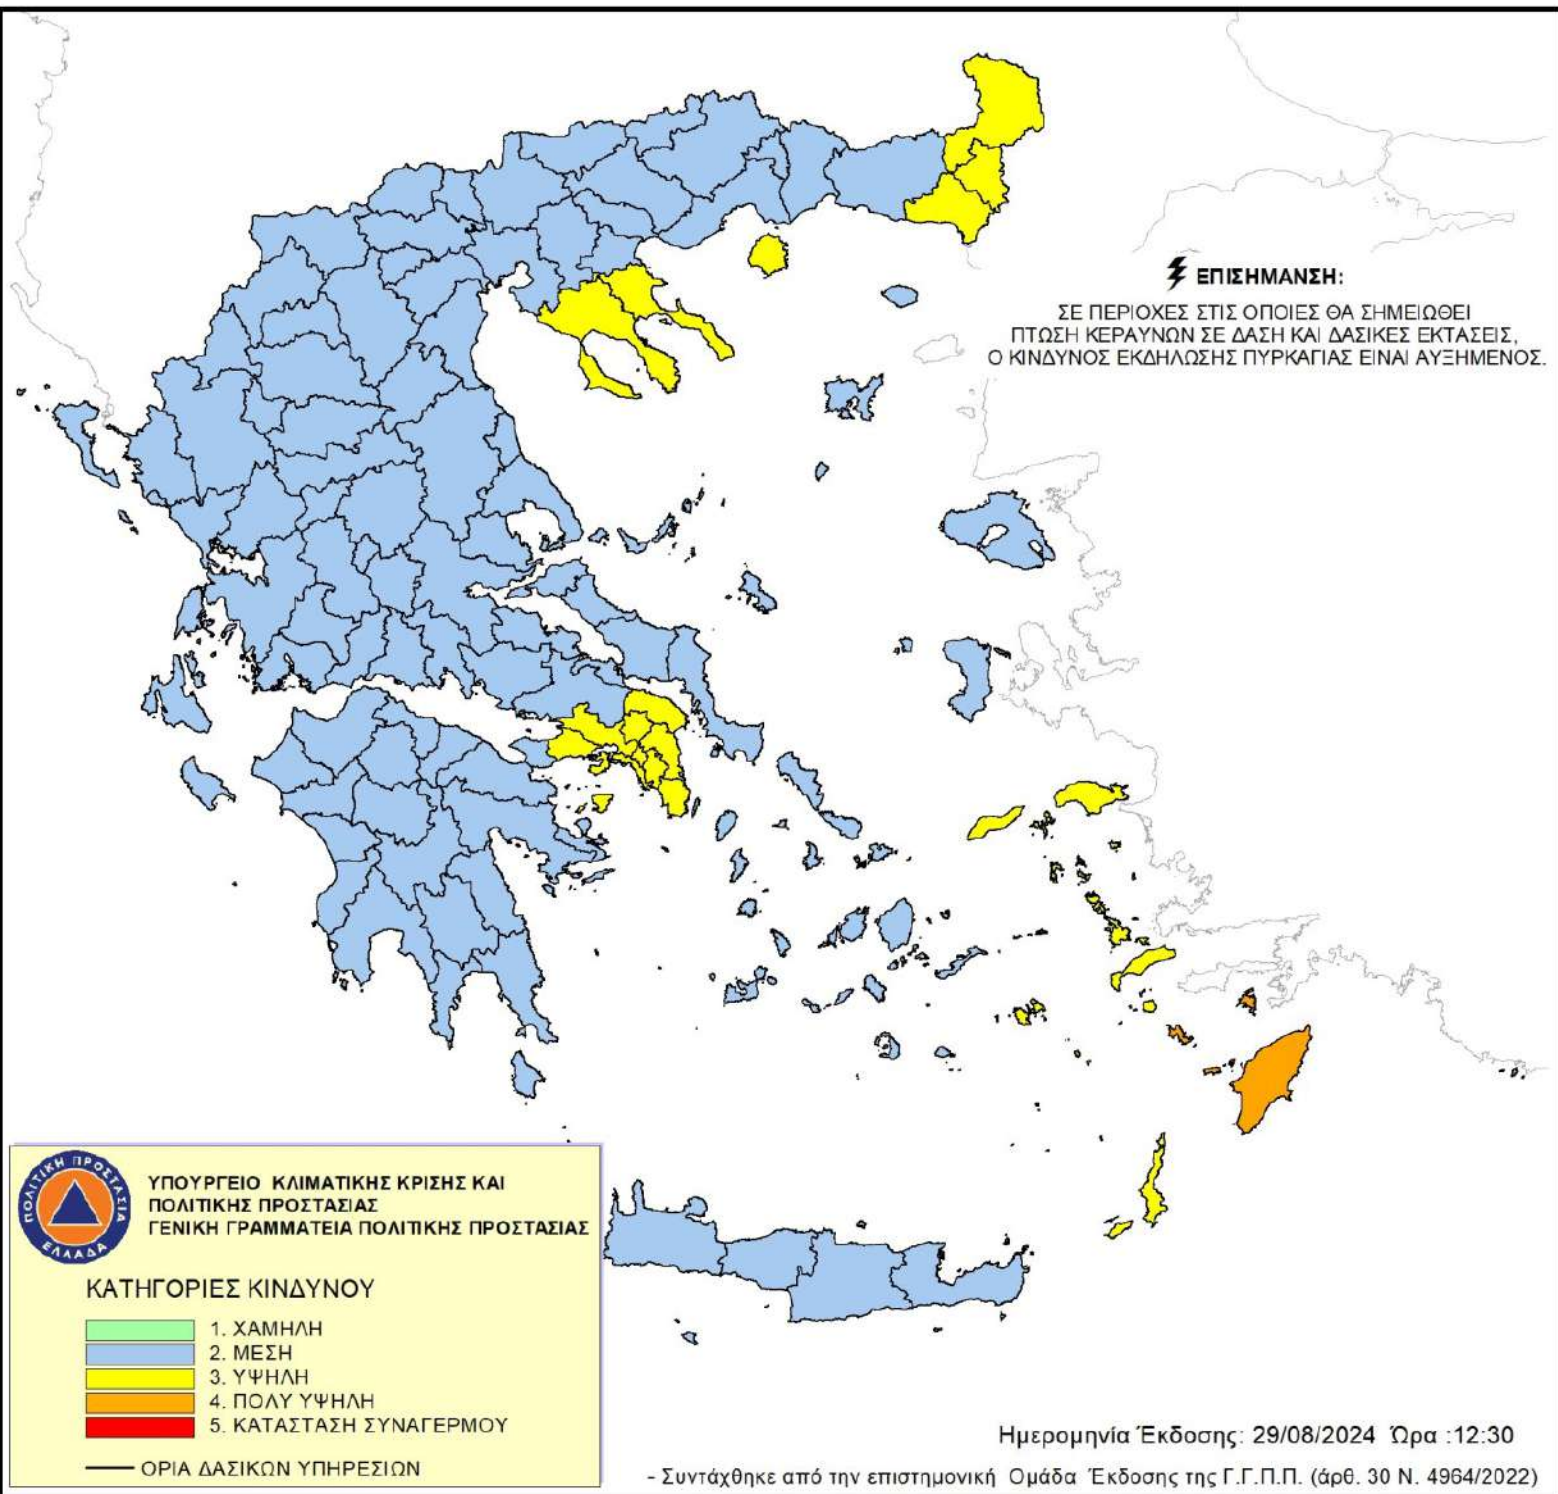 ΕΠΙΣΗΜΑΝΣΗ:
ΣΕ ΠΕΡΙΟΧΕΣ ΣΤΙΣ ΟΠΟΙΕΣ ΘΑ ΣΗΜΕΙΩΘΕΙ
ΠΤΩΣΗ ΚΕΡΑΥΝΩΝ ΣΕ ΔΑΣΗ ΚΑΙ ΔΑΣΙΚΕΣ ΕΚΤΑΣΕΙΣ,
Ο ΚΙΝΔΥΝΟΣ ΕΚΔΗΛΩΣΗΣ ΠΥΡΚΑΓΙΑΣ ΕΙΝΑΙ ΑΥΞΗΜΕΝΟΣ.
ΠΟΛΙΤΙΚΗ ΠΡΟΣΤΑΣΙΑ
ΕΛΛΑΔΑ
ΥΠΟΥΡΓΕΙΟ ΚΛΙΜΑΤΙΚΗΣ ΚΡΙΣΗΣ ΚΑΙ
ΠΟΛΙΤΙΚΗΣ ΠΡΟΣΤΑΣΙΑΣ
ΓΕΝΙΚΗ ΓΡΑΜΜΑΤΕΙΑ ΠΟΛΙΤΙΚΗΣ ΠΡΟΣΤΑΣΙΑΣ
ΚΑΤΗΓΟΡΙΕΣ ΚΙΝΔΥΝΟΥ
1. ΧΑΜΗΛΗ
2. ΜΕΣΗ
3. ΥΨΗΛΗ
4. ΠΟΛΥ ΥΨΗΛΗ
5. ΚΑΤΑΣΤΑΣΗ ΣΥΝΑΓΕΡΜΟΥ
ΟΡΙΑ ΔΑΣΙΚΩΝ ΥΠΗΡΕΣΙΩΝ
Ημερομηνία Έκδοσης: 29/08/2024 Ώρα :12:30
- Συντάχθηκε από την επιστημονική Ομάδα Έκδοσης της Γ.Γ.Π.Π. (άρθ. 30 Ν. 4964/2022)